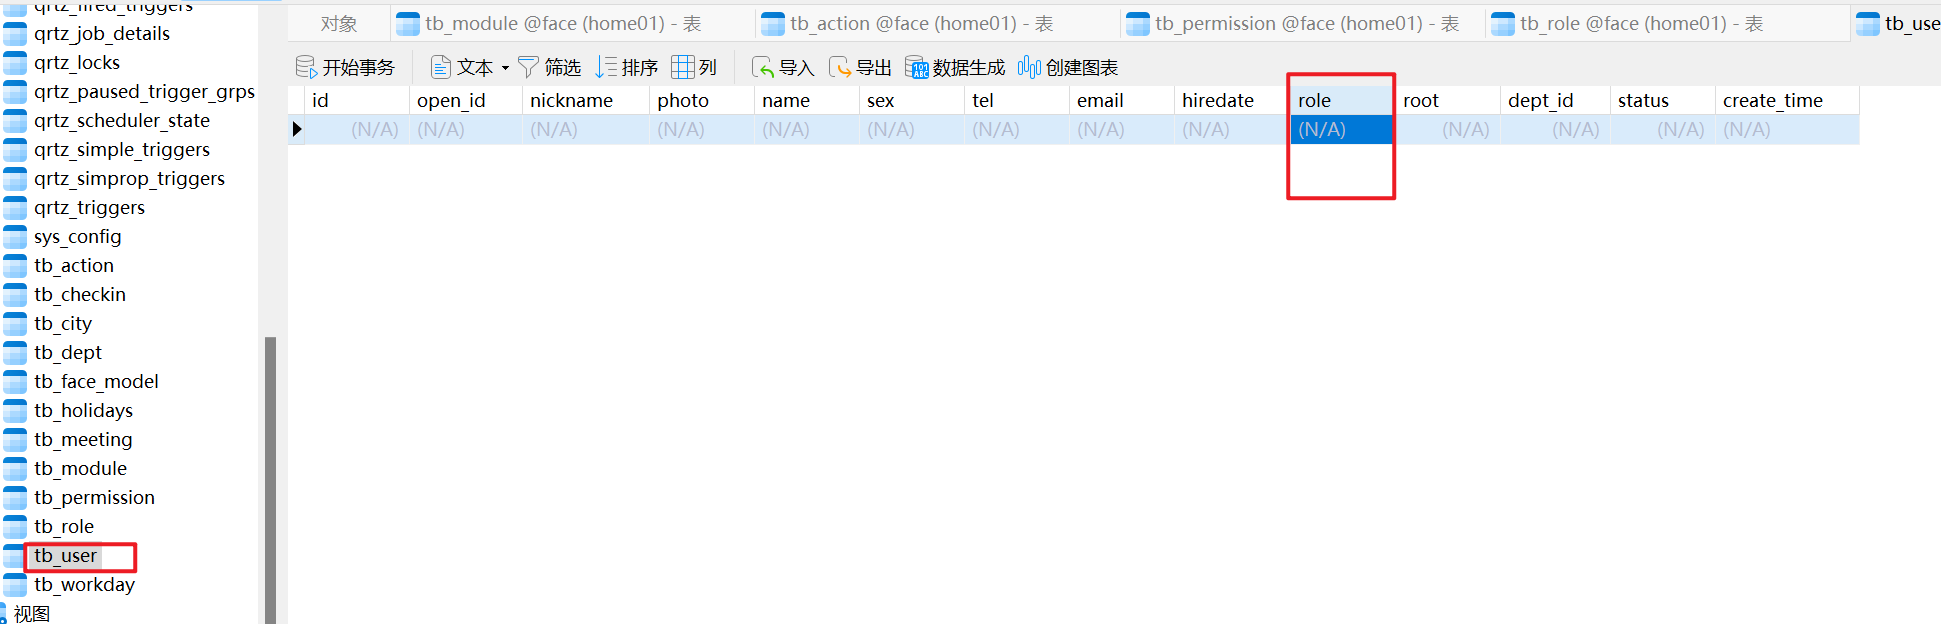 qrtz_fired_triggers
qrtz_job_details
qrtz_locks
qrtz_paused_trigger_grps
qrtz_scheduler_state
qrtz_simple_triggers
qrtz_simprop_triggers
qrtz_triggers
sys_config
tb_action
tb_checkin
tb_city
tb_dept
tb_face_model
tb_holidays
tb_meeting
tb_module
tb_permission
tb_role
tb_user
tb_workday
视图
对象 tb_module @face (home01) - 表 tb_action @face (home01) - 表 tb_permission @face (home01) - 表 tb_role @face (home01) - 表 tb_use
开始事务 文本 筛选 排序 列 导入 导出 数据生成 创建图表
id open_id nickname photo name sex tel email hiredate role root dept_id status create_time
(N/A) (N/A) (N/A) (N/A) (N/A) (N/A) (N/A) (N/A) (N/A) (N/A) (N/A) (N/A) (N/A) (N/A)